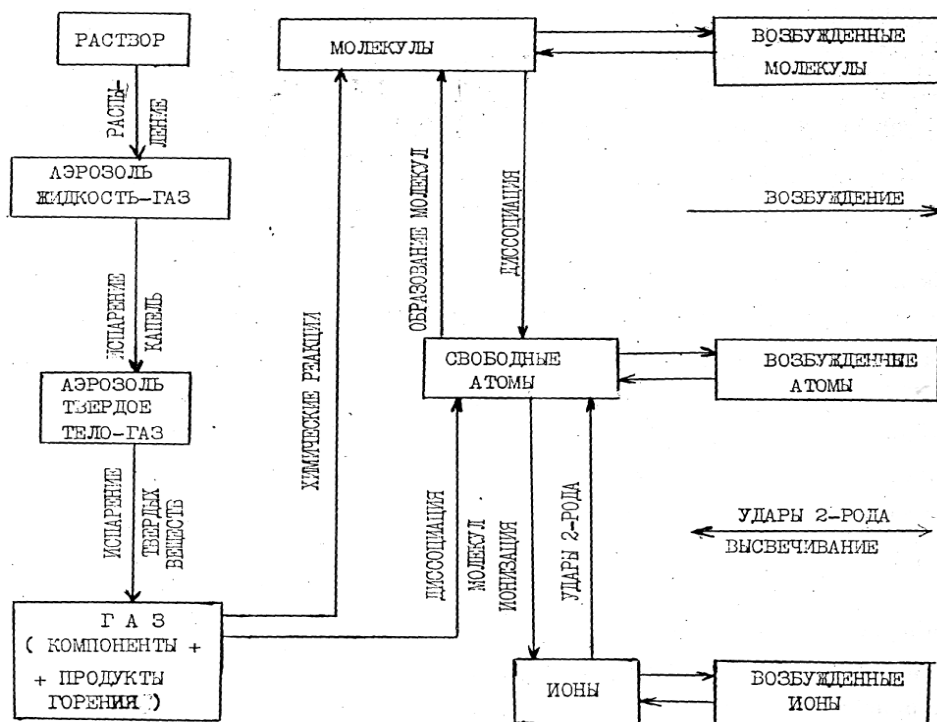 РАСТВОР
РАСПЫ-
ЛЕНИЕ
АЭРОЗОЛЬ
ЖИДКОСТЬ-ГАЗ
ИСПАРЕНИЕ
КАПЕЛЬ
АЭРОЗОЛЬ
ТВЕРДОЕ
ТЕЛО-ГАЗ
ИСПАРЕНИЕ
ТВЕРДЫХ
ВЕЩЕСТВ
Г А З
( КОМПОНЕНТЫ +
+ ПРОДУКТЫ
ГОРЕНИЯ )
ХИМИЧЕСКИЕ РЕАКЦИИ
МОЛЕКУЛЫ
ОБРАЗОВАНИЕ МОЛЕКУЛ
ДИССОЦИАЦИЯ
СВОБОДНЫЕ
АТОМЫ
ДИССОЦИАЦИЯ
МОЛЕКУЛ
ИОНИЗАЦИЯ
УДАРЫ 2-РОДА
ИОНЫ
ВОЗБУЖДЕННЫЕ
МОЛЕКУЛЫ
ВОЗБУЖДЕНИЕ
ВОЗБУЖДЕННЫЕ
АТОМЫ
УДАРЫ 2-РОДА
ВЫСВЕЧИВАНИЕ
ВОЗБУЖДЕННЫЕ
ИОНЫ